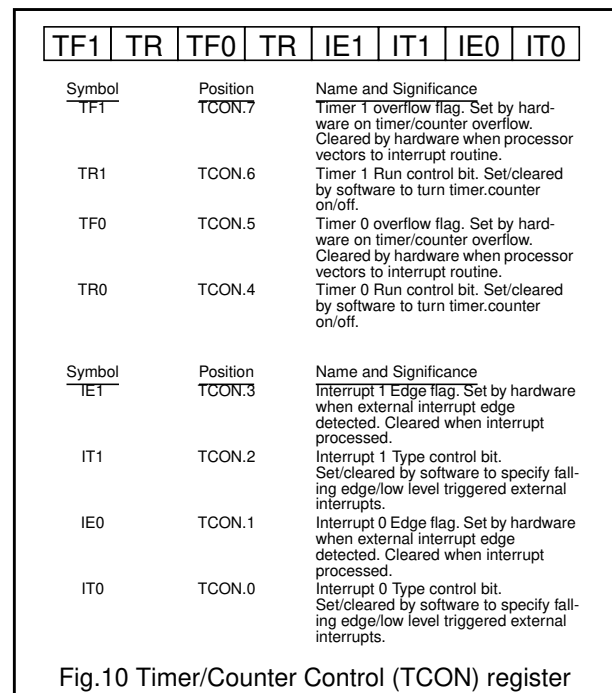 TF1 TR TF0 TR IE1 IT1 IE0 IT0
Symbol Position Name and Significance
TF1 TCON.7 Timer 1 overflow flag. Set by hard-
ware on timer/counter overflow.
Cleared by hardware when processor
vectors to interrupt routine.
TR1 TCON.6 Timer 1 Run control bit. Set/cleared
by software to turn timer.counter
on/off.
TF0 TCON.5 Timer 0 overflow flag. Set by hard-
ware on timer/counter overflow.
Cleared by hardware when processor
vectors to interrupt routine.
TR0 TCON.4 Timer 0 Run control bit. Set/cleared
by software to turn timer.counter
on/off.
Symbol Position Name and Significance
IE1 TCON.3 Interrupt 1 Edge flag. Set by hardware
when external interrupt edge
detected. Cleared when interrupt
processed.
IT1 TCON.2 Interrupt 1 Type control bit.
Set/cleared by software to specify fall-
ing edge/low level triggered external
interrupts.
IE0 TCON.1 Interrupt 0 Edge flag. Set by hardware
when external interrupt edge
detected. Cleared when interrupt
processed.
IT0 TCON.0 Interrupt 0 Type control bit.
Set/cleared by software to specify fall-
ing edge/low level triggered external
interrupts.
Fig.10 Timer/Counter Control (TCON) register